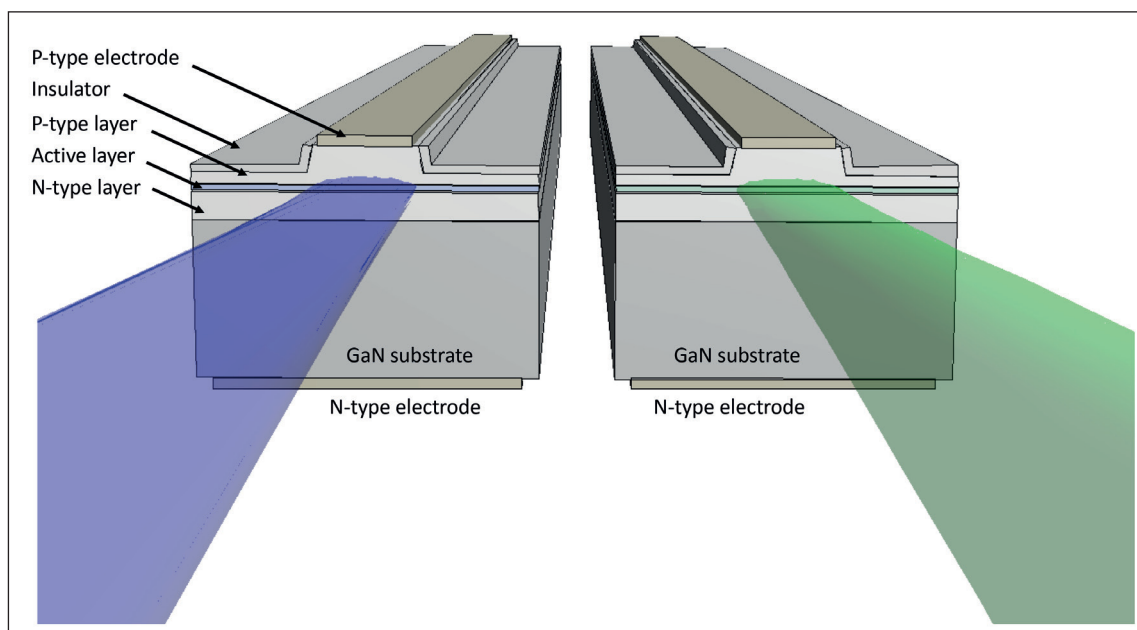 P-type electrode
Insulator
P-type layer
Active layer
N-type layer
GaN substrate
GaN substrate
N-type electrode
N-type electrode